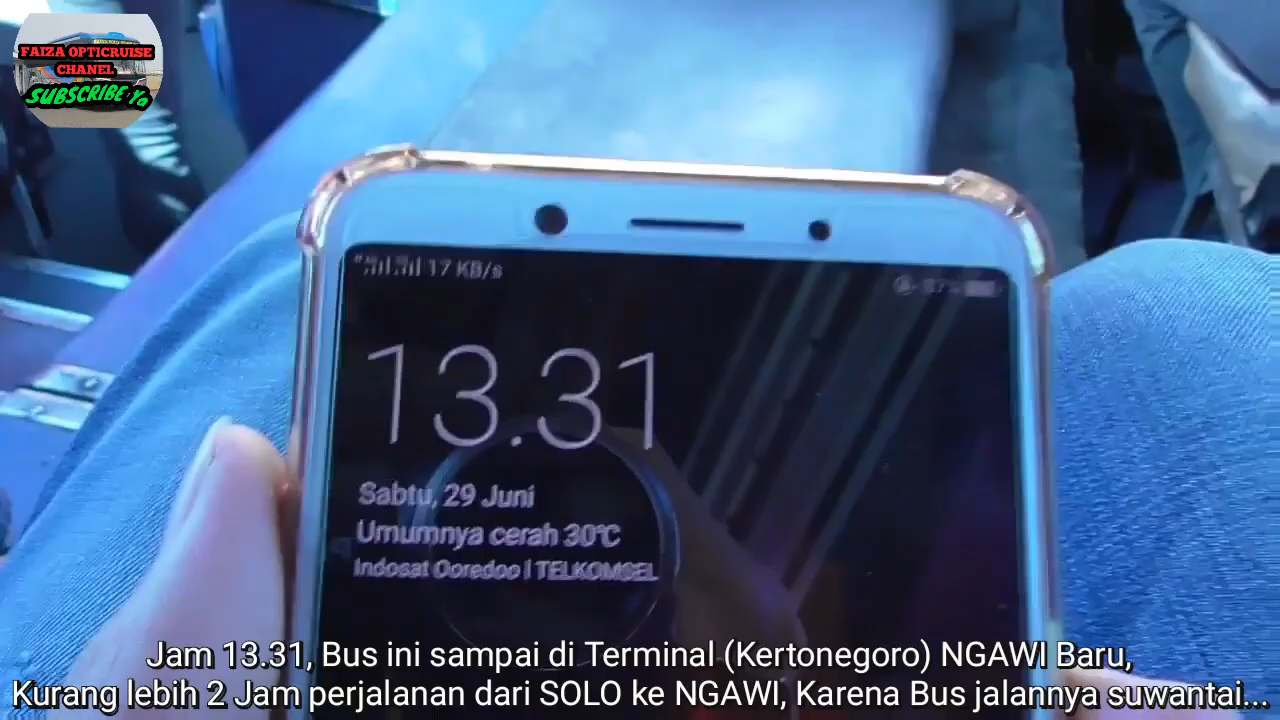 FAIZA OPTICRUISE
CHANEL
SUBSCRIBE Ya
17 KB/s
13.31
Sabtu, 29 Juni
Umumnya cerah 30°C
Indosat Ooredoo | TELKOMSEL
Jam 13.31, Bus ini sampai di Terminal (Kertonegoro) NGAWI Baru,
Kurang lebih 2 Jam perjalanan dari SOLO ke NGAWI, Karena Bus jalannya suwantai...